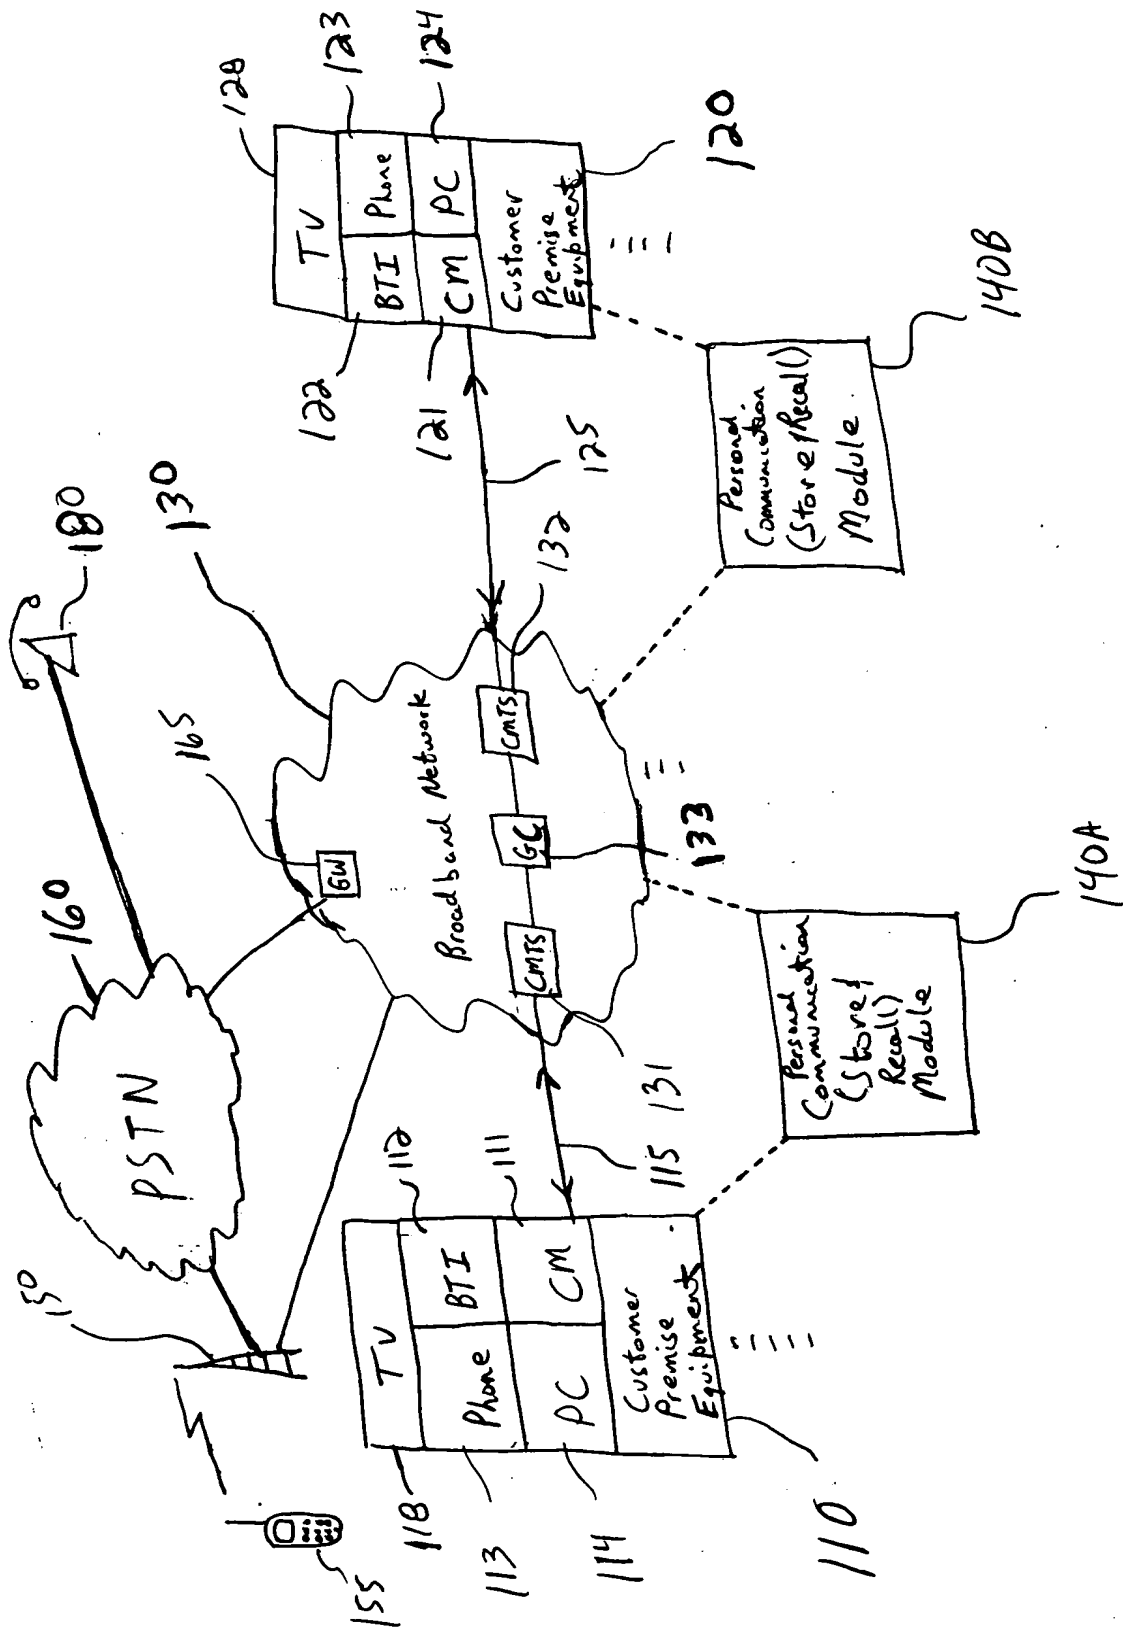 180
160
PSTN
150
155
165
GW
130
Broadband Network
CMTS
GC
CMTS
131
133
132
115
125
TV
Phone
BTI
PC
CM
Customer
Premise
Equipment
118
113
114
112
111
110
TV
BTI
Phone
CM
PC
Customer
Premise
Equipment
128
123
124
122
121
120
Personal
Communication
(Store &
Recall)
Module
140A
Personal
Communication
(Store & Recall)
Module
140B